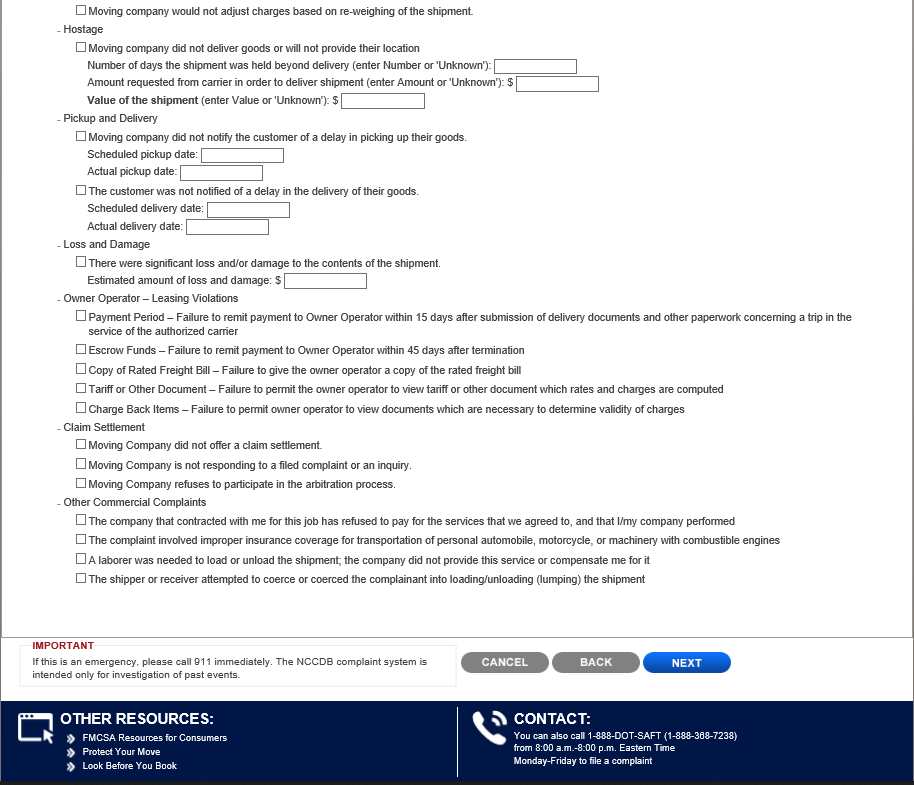 Moving company would not adjust charges based on re-weighing of the shipment.
- Hostage
Moving company did not deliver goods or will not provide their location
Number of days the shipment was held beyond delivery (enter Number or 'Unknown'):
Amount requested from carrier in order to deliver shipment (enter Amount or 'Unknown'): $
Value of the shipment (enter Value or 'Unknown'): $
- Pickup and Delivery
Moving company did not notify the customer of a delay in picking up their goods.
Scheduled pickup date:
Actual pickup date:
The customer was not notified of a delay in the delivery of their goods.
Scheduled delivery date:
Actual delivery date:
- Loss and Damage
There were significant loss and/or damage to the contents of the shipment.
Estimated amount of loss and damage: $
- Owner Operator – Leasing Violations
Payment Period – Failure to remit payment to Owner Operator within 15 days after submission of delivery documents and other paperwork concerning a trip in the
service of the authorized carrier
Escrow Funds – Failure to remit payment to Owner Operator within 45 days after termination
Copy of Rated Freight Bill – Failure to give the owner operator a copy of the rated freight bill
Tariff or Other Document – Failure to permit the owner operator to view tariff or other document which rates and charges are computed
Charge Back Items – Failure to permit owner operator to view documents which are necessary to determine validity of charges
- Claim Settlement
Moving Company did not offer a claim settlement.
Moving Company is not responding to a filed complaint or an inquiry.
Moving Company refuses to participate in the arbitration process.
- Other Commercial Complaints
The company that contracted with me for this job has refused to pay for the services that we agreed to, and that I/my company performed
The complaint involved improper insurance coverage for transportation of personal automobile, motorcycle, or machinery with combustible engines
A laborer was needed to load or unload the shipment; the company did not provide this service or compensate me for it
The shipper or receiver attempted to coerce or coerced the complainant into loading/unloading (lumping) the shipment
IMPORTANT
If this is an emergency, please call 911 immediately. The NCCDB complaint system is
intended only for investigation of past events.
CANCEL
BACK
NEXT
OTHER RESOURCES:
FMCSA Resources for Consumers
Protect Your Move
Look Before You Book
CONTACT:
You can also call 1-888-DOT-SAFT (1-888-368-7238)
from 8:00 a.m.-8:00 p.m. Eastern Time
Monday-Friday to file a complaint